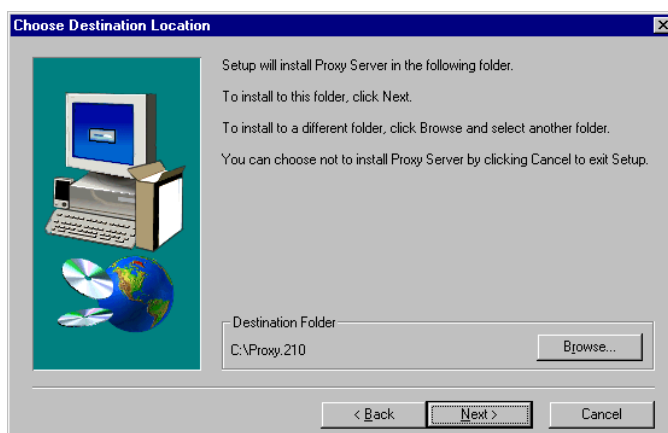 Choose Destination Location
Setup will install Proxy Server in the following folder.
To install to this folder, click Next.
To install to a different folder, click Browse and select another folder.
You can choose not to install Proxy Server by clicking Cancel to exit Setup.
Destination Folder
C:\Proxy.210
Browse...
< Back
Next >
Cancel